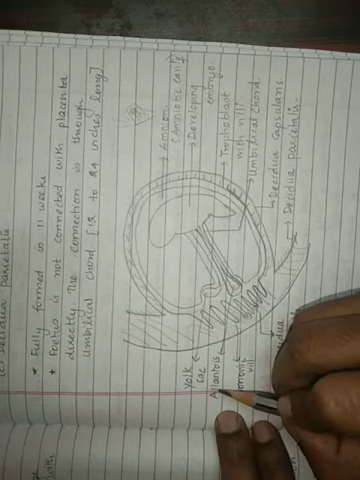 (c) Decidua parietalis
* Fully formed in 11 weeks
* Foetus is not connected with placenta
directly. The connection is through
umbilical chord [12 to 24 inches long]
Amnion
(Amniotic
Developing
embryo
Trophoblast
with villi
Umbilical chord.
Decidua capsularis
Decidua parietalis.
Yolk
Sac
Allantois
villi
with